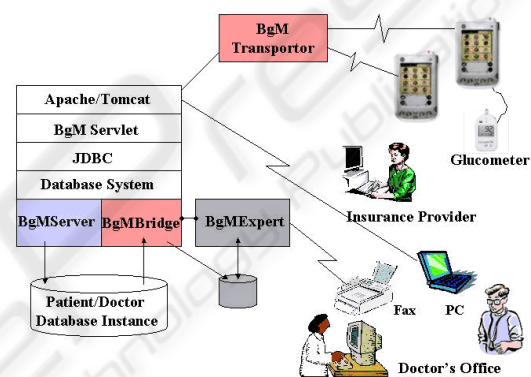 BgM
Transportor
Apache/Tomcat
BgM Servlet
JDBC
Database System
BgMServer
BgMBridge
BgMExpert
Patient/Doctor
Database Instance
Glucometer
Insurance Provider
Fax
PC
Doctor's Office